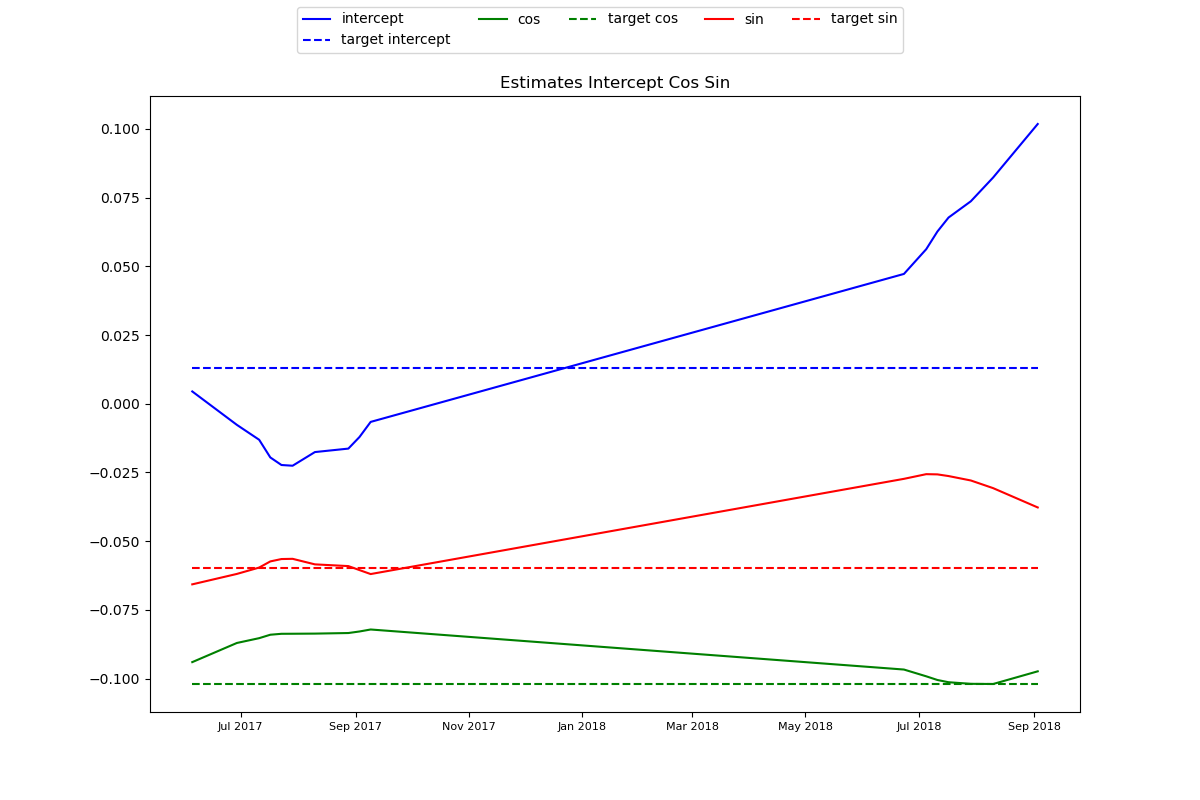 intercept cos target cos sin target sin
target intercept
Estimates Intercept Cos Sin
0.100
0.075
0.050
0.025
0.000
−0.025
−0.050
−0.075
−0.100
Jul 2017 Sep 2017 Nov 2017 Jan 2018 Mar 2018 May 2018 Jul 2018 Sep 2018